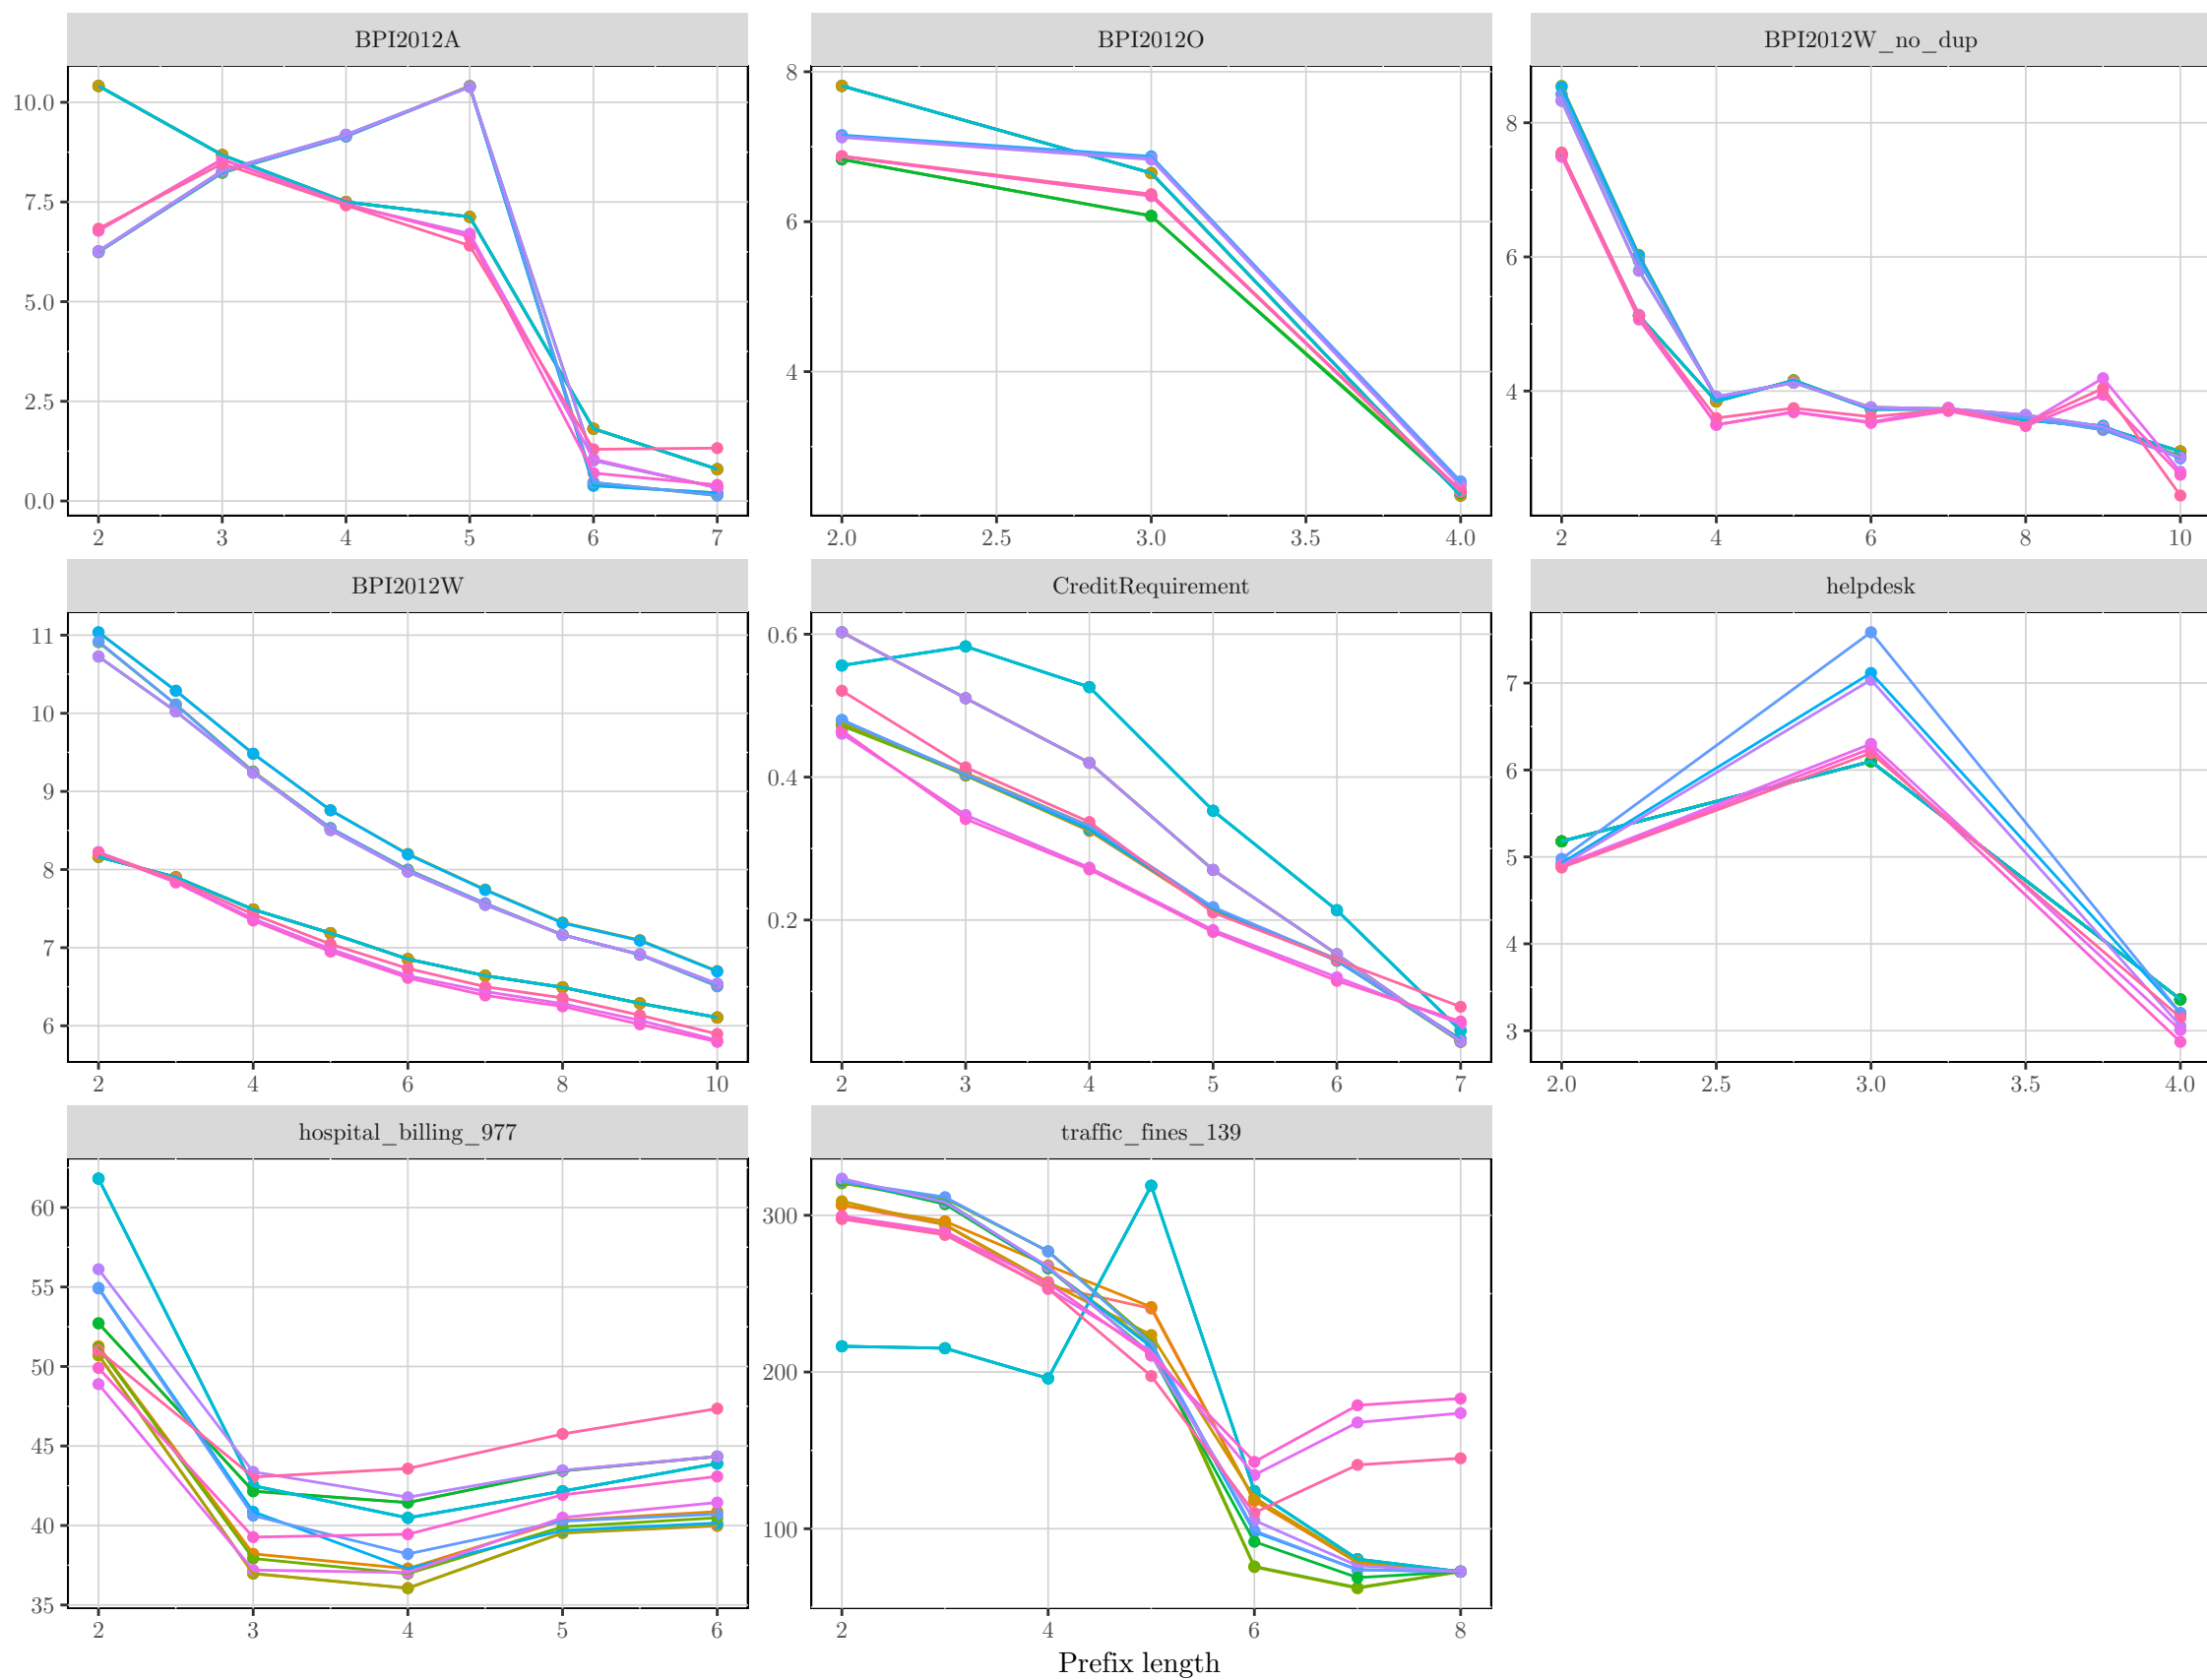 BPI2012A
BPI2012O
BPI2012W_no_dup
10.0
7.5
5.0
2.5
0.0
2 3 4 5 6 7
8
6
4
2.0 2.5 3.0 3.5 4.0
8
6
4
2 4 6 8 10
BPI2012W
CreditRequirement
helpdesk
11
10
9
8
7
6
2 4 6 8 10
0.6
0.4
0.2
2 3 4 5 6 7
7
6
5
4
3
2.0 2.5 3.0 3.5 4.0
hospital_billing_977
traffic_fines_139
60
55
50
45
40
35
2 3 4 5 6
300
200
100
2 4 6 8
Prefix length